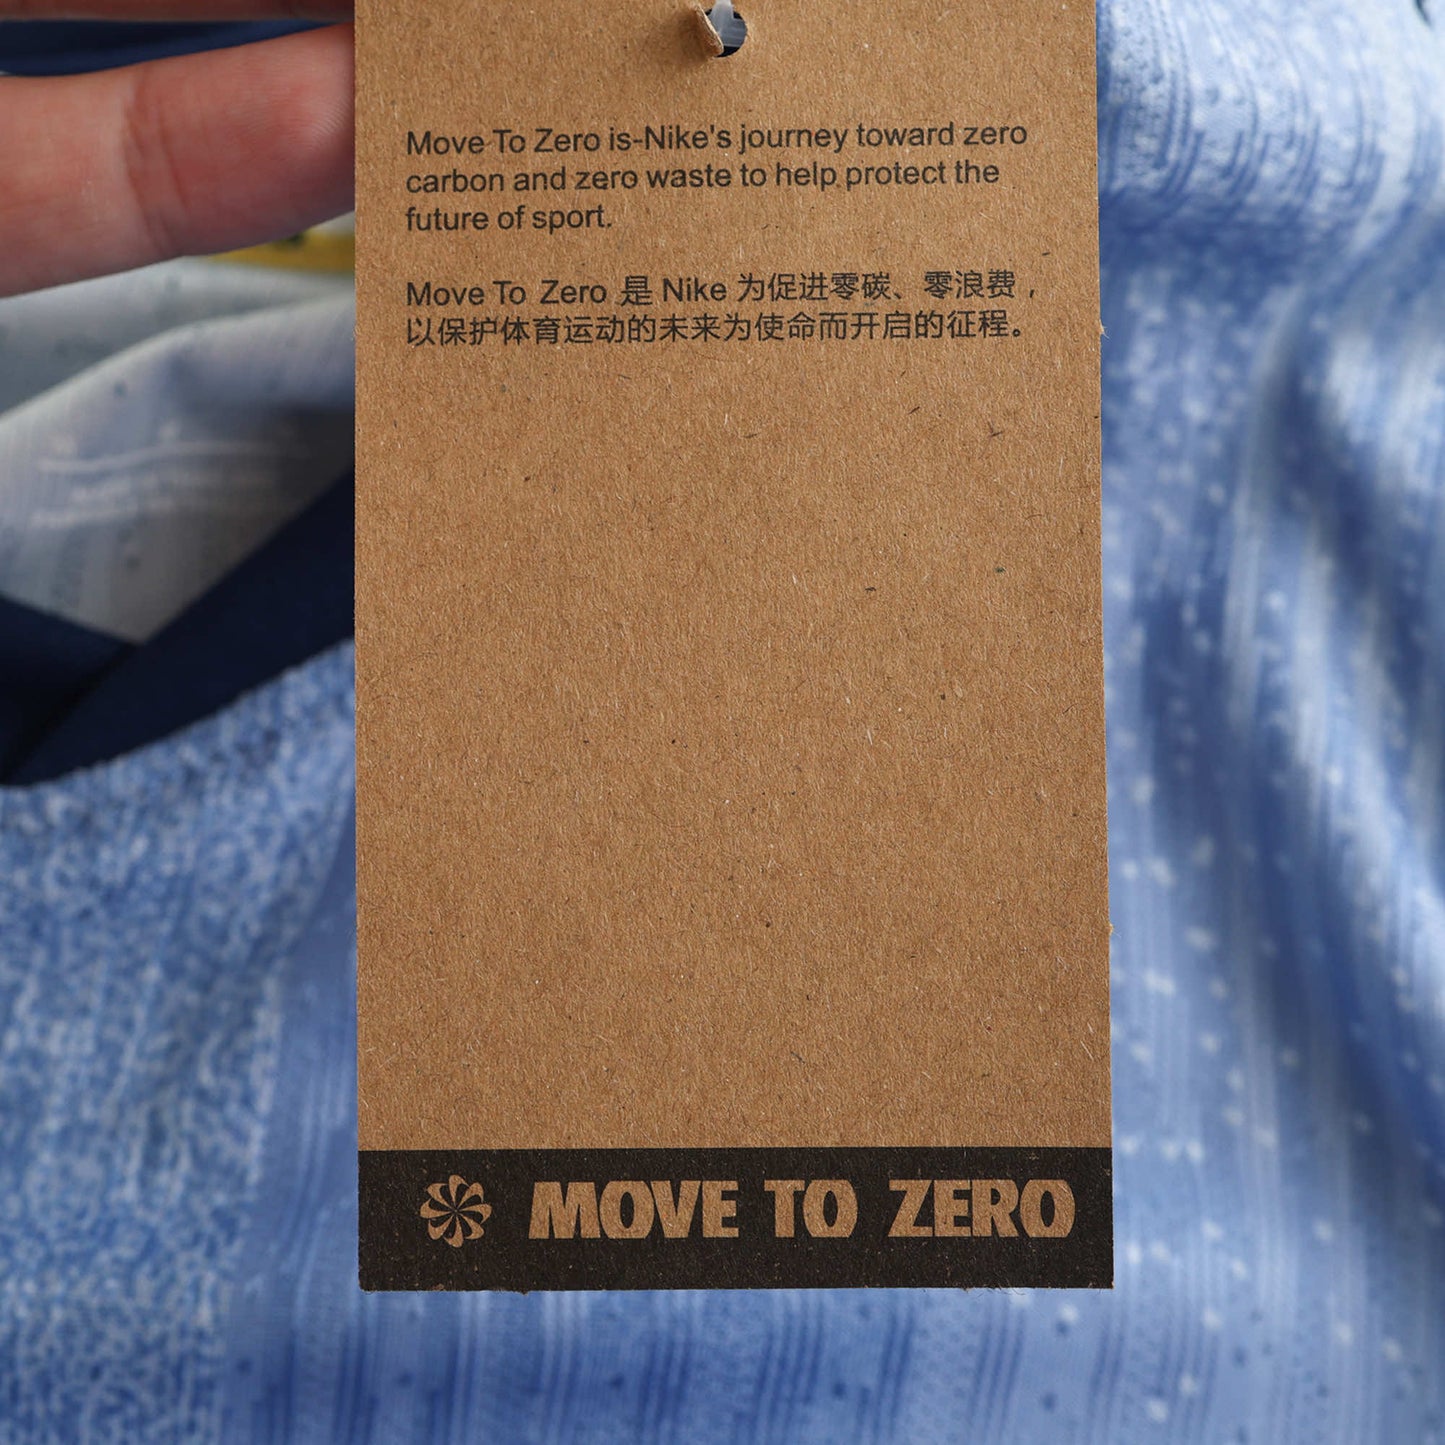 Move To Zero is-Nike's journey toward zero
carbon and zero waste to help protect the
future of sport.
Move To Zero 是 Nike 为促进零碳、零浪费，
以保护体育运动的未来为使命而开启的征程。
MOVE TO ZERO